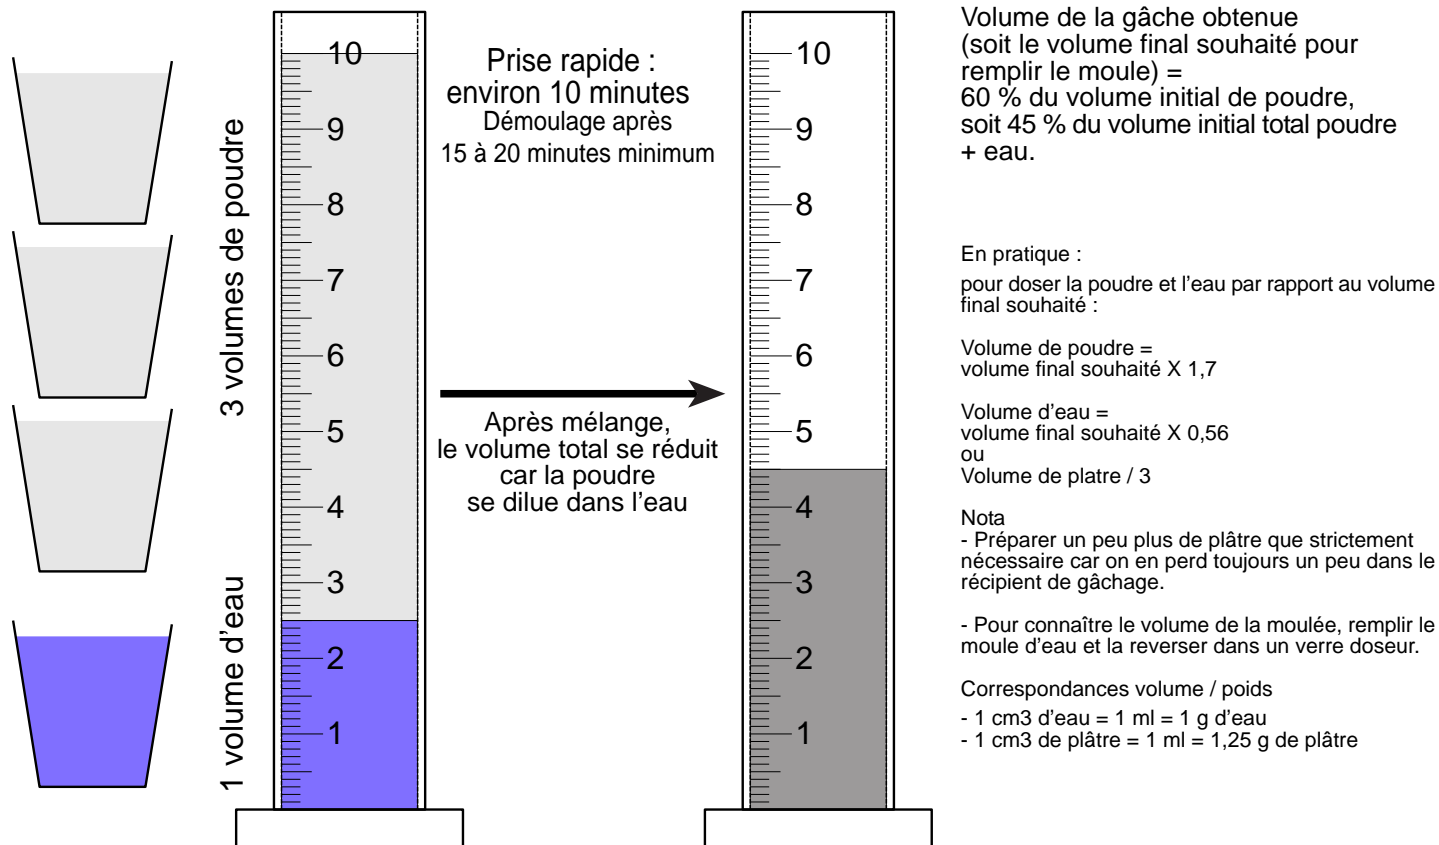 3 volumes de poudre
1 volume d'eau
10
9
8
7
6
5
4
3
2
1
Prise rapide :
environ 10 minutes
Démoulage après
15 à 20 minutes minimum
Après mélange,
le volume total se réduit
car la poudre
se dilue dans l'eau
10
9
8
7
6
5
4
3
2
1
Volume de la gâche obtenue
(soit le volume final souhaité pour
remplir le moule) =
60 % du volume initial de poudre,
soit 45 % du volume initial total poudre
+ eau.
En pratique :
pour doser la poudre et l'eau par rapport au volume
final souhaité :
Volume de poudre =
volume final souhaité X 1,7
Volume d'eau =
volume final souhaité X 0,56
ou
Volume de platre / 3
Nota
- Préparer un peu plus de plâtre que strictement
nécessaire car on en perd toujours un peu dans le
récipient de gâchage.
- Pour connaître le volume de la moulée, remplir le
moule d'eau et la reverser dans un verre doseur.
Correspondances volume / poids
- 1 cm3 d'eau = 1 ml = 1 g d'eau
- 1 cm3 de plâtre = 1 ml = 1,25 g de plâtre